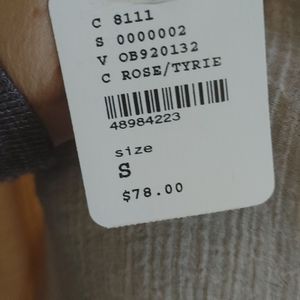 C 8111
S 0000002
V OB920132
C ROSE/TYRIE
48984223
size
S
$78.00